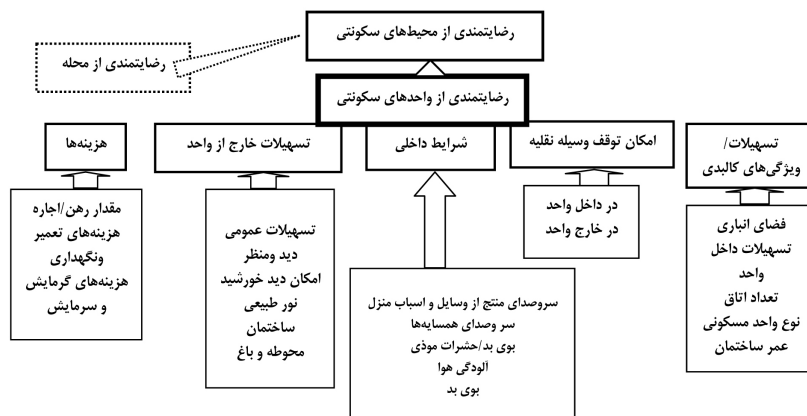 رضایتمندی از محیط‌های سکونتی
رضایتمندی از محله
رضایتمندی از واحدهای سکونتی
تسهیلات/
ویژگی‌های کالبدی
امکان توقف وسیله نقلیه
شرایط داخلی
تسهیلات خارج از واحد
هزینه‌ها
فضای انباری
تسهیلات داخل
واحد
تعداد اتاق
نوع واحد مسکونی
عمر ساختمان
در داخل واحد
در خارج واحد
سروصدای منتج از وسایل و اسباب منزل
سر وصدای همسایه‌ها
بوی بد/حشرات موذی
آلودگی هوا
بوی بد
تسهیلات عمومی
دید ومنظر
امکان دید خورشید
نور طبیعی
ساختمان
محوطه و باغ
مقدار رهن/اجاره
هزینه‌های تعمیر
ونگهداری
هزینه‌های گرمایش
و سرمایش